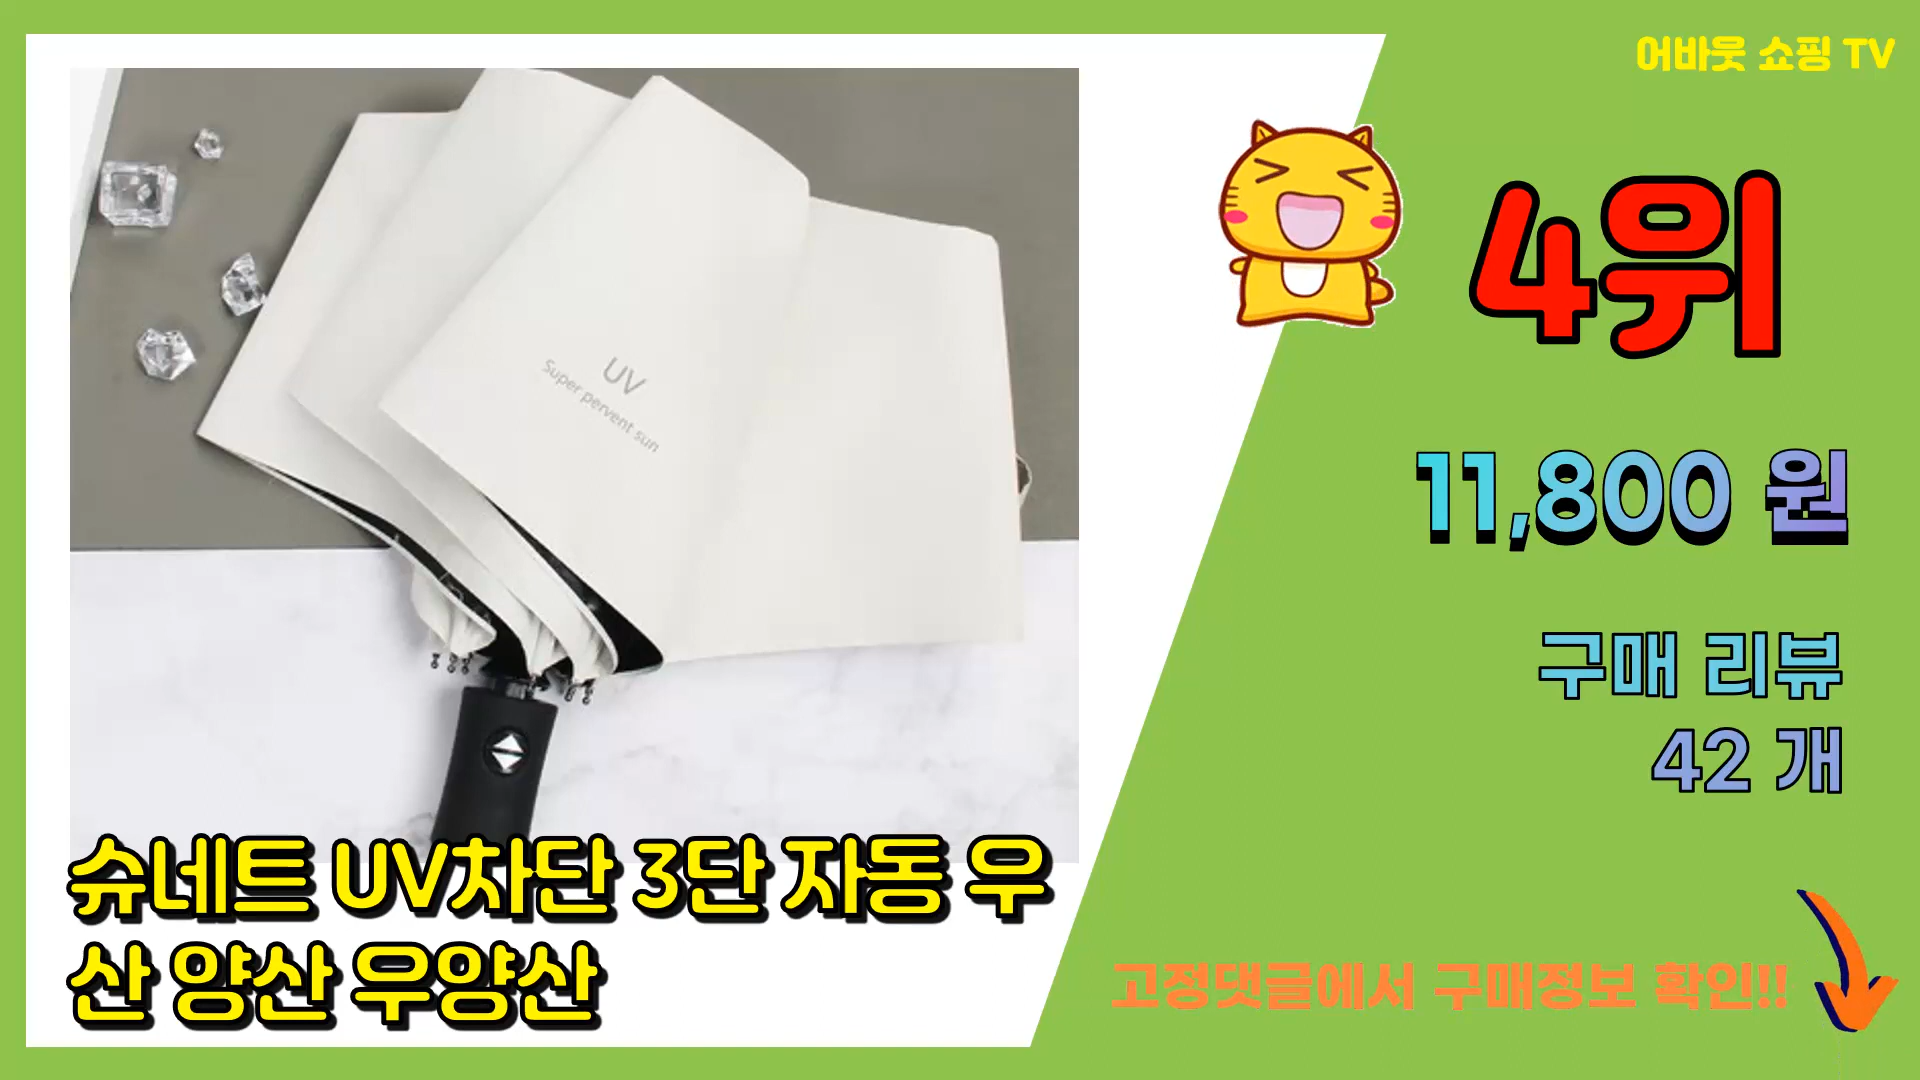 어바웃 쇼핑 TV
4위
UV
Super pervent sun
11,800 원
구매 리뷰
42 개
슈네트 UV차단 3단 자동 우
산 양산 우양산
고정댓글에서 구매정보 확인!!